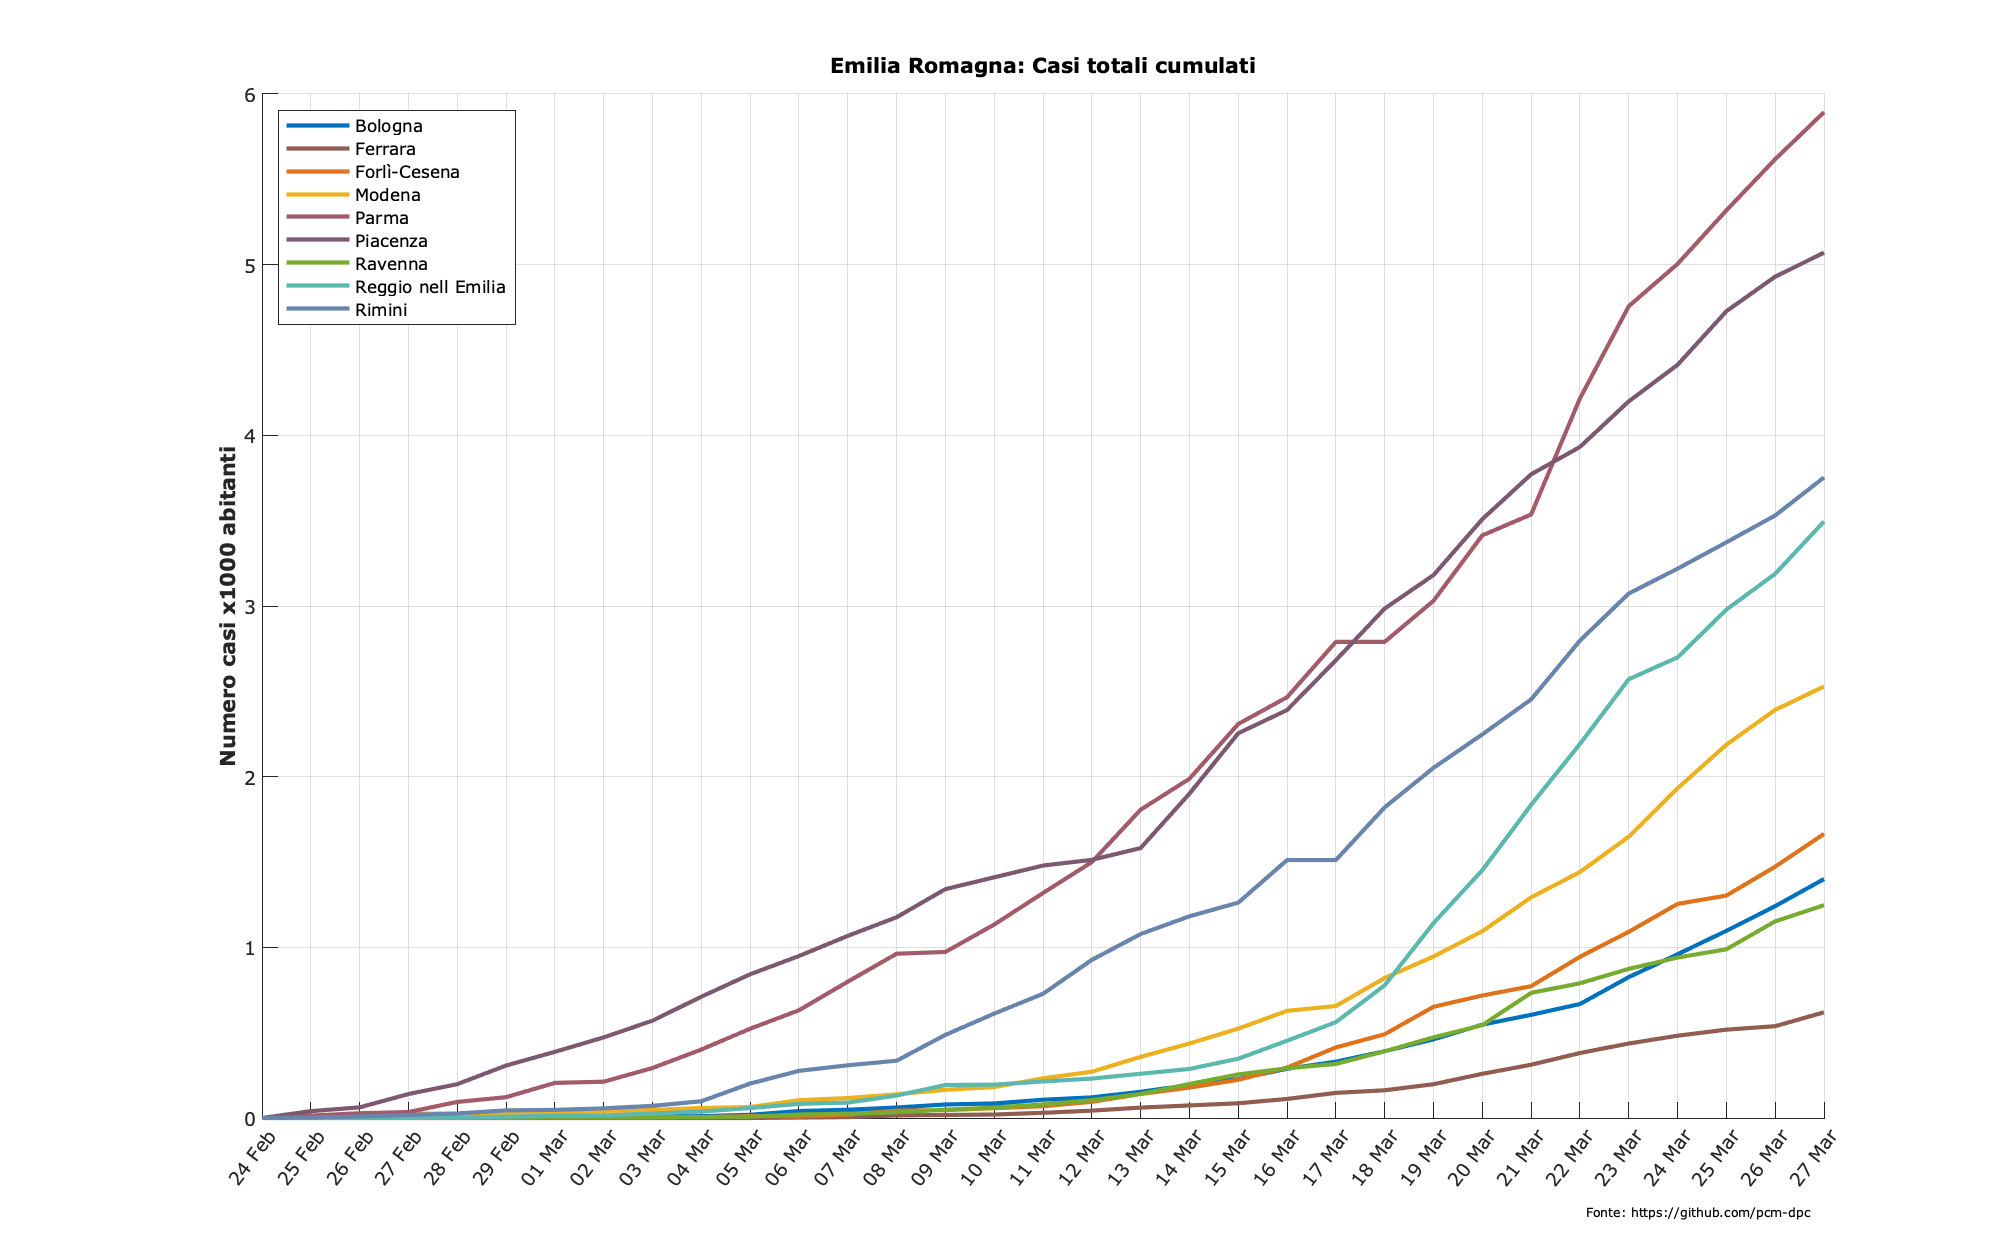 Emilia Romagna: Casi totali cumulati
6
5
4
3
2
1
0
Numero casi x1000 abitanti
Bologna
Ferrara
Forlì-Cesena
Modena
Parma
Piacenza
Ravenna
Reggio nell Emilia
Rimini
24 Feb
25 Feb
26 Feb
27 Feb
28 Feb
29 Feb
01 Mar
02 Mar
03 Mar
04 Mar
05 Mar
06 Mar
07 Mar
08 Mar
09 Mar
10 Mar
11 Mar
12 Mar
13 Mar
14 Mar
15 Mar
16 Mar
17 Mar
18 Mar
19 Mar
20 Mar
21 Mar
22 Mar
23 Mar
24 Mar
25 Mar
26 Mar
27 Mar
Fonte: https://github.com/pcm-dpc